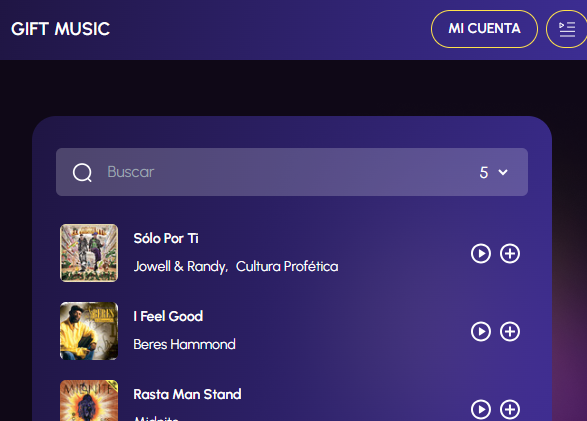 GIFT MUSIC
MI CUENTA
Buscar
5
Sólo Por Ti
Jowell & Randy, Cultura Profética
I Feel Good
Beres Hammond
Rasta Man Stand